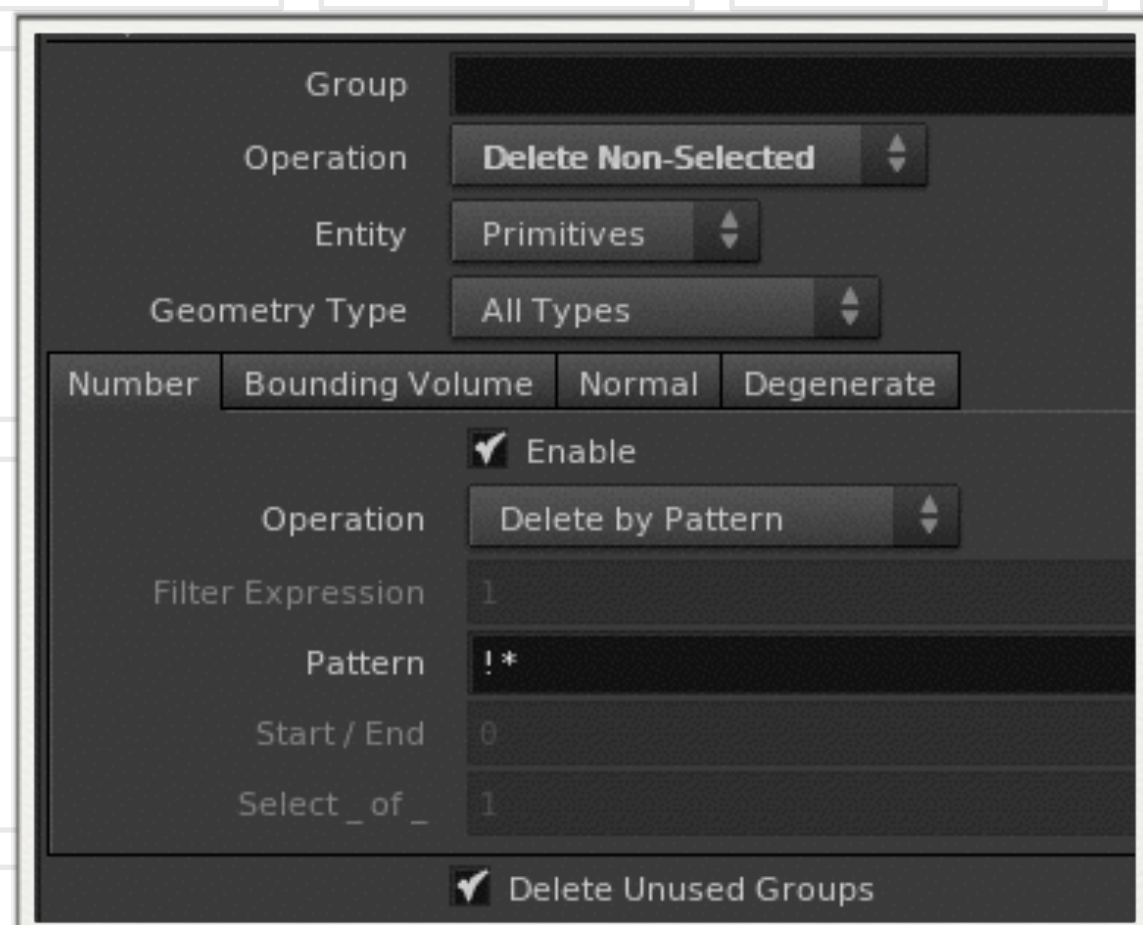 Group
Operation Delete Non-Selected
Entity Primitives
Geometry Type All Types
Number Bounding Volume Normal Degenerate
Enable
Operation Delete by Pattern
Filter Expression 1
Pattern !*
Start / End 0
Select _ of _ 1
Delete Unused Groups